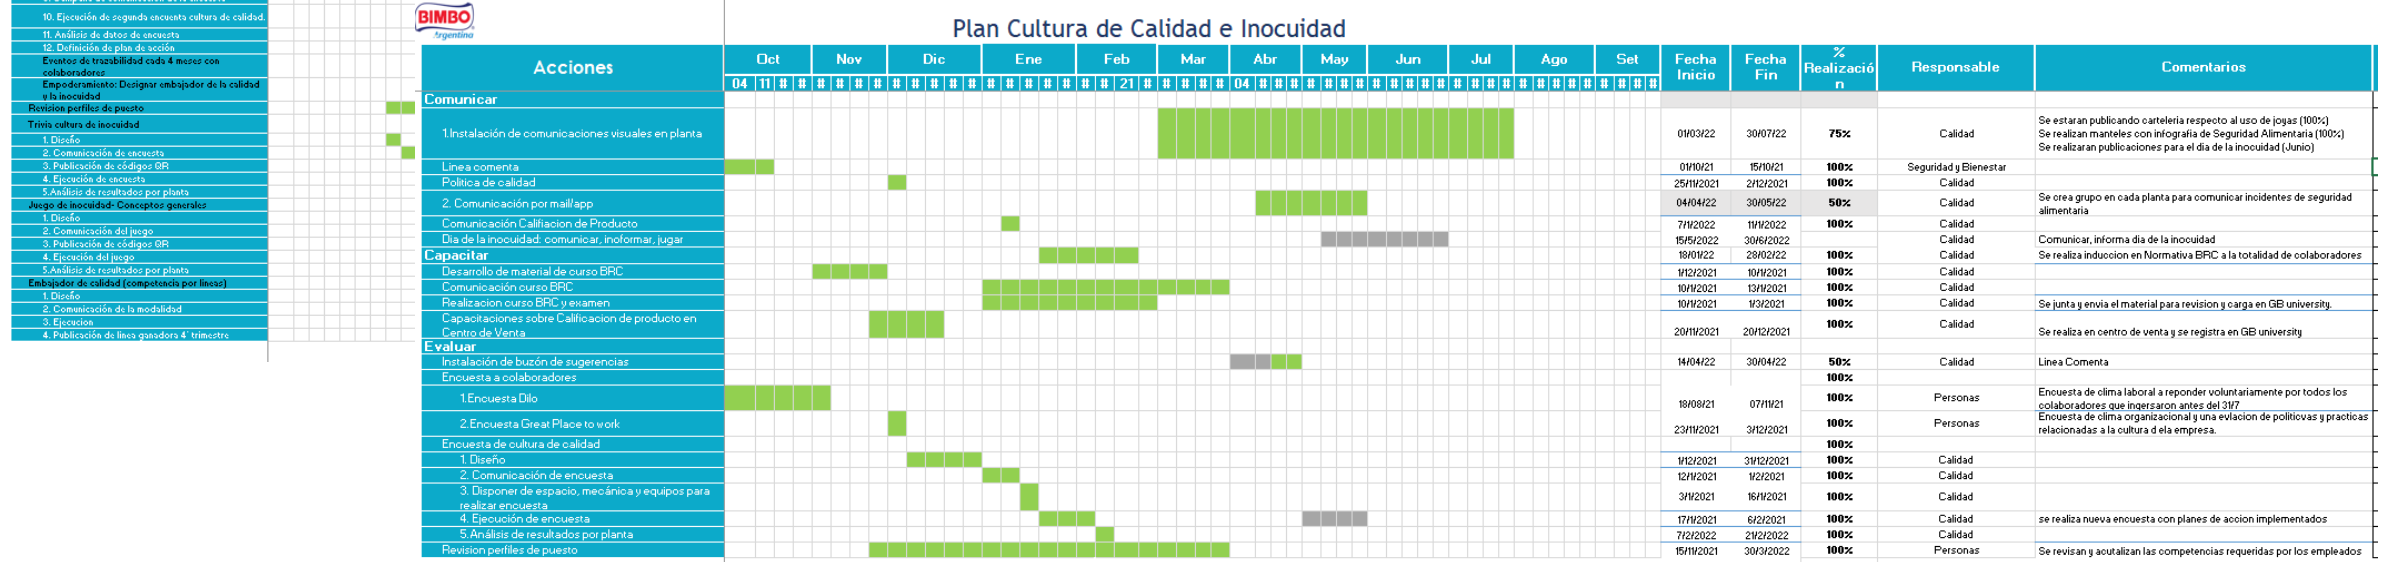 10. Ejecución de segunda encuenta cultura de calidad.
11. Análisis de datos de encuesta
12. Definición de plan de acción
Eventos de trazabilidad cada 4 meses con
colaboradores
Empoderamiento: Designar embajador de la calidad
y la inocuidad
Revision perfiles de puesto
Trivia cultura de inocuidad
1. Diseño
2. Comunicación de encuesta
3. Publicación de códigos QR
4. Ejecución de encuesta
5.Análisis de resultados por planta
Juego de inocuidad- Conceptos generales
1. Diseño
2. Comunicación del juego
3. Publicación de códigos QR
4. Ejecución del juego
5.Análisis de resultados por planta
Embajador de calidad (competencia por lineas)
1. Diseño
2. Comunicación de la modalidad
3. Ejecucion
4. Publicación de linea ganadora 4° trimestre
BIMBO
Argentina
Plan Cultura de Calidad e Inocuidad
Acciones Oct Nov Dic Ene Feb Mar Abr May Jun Jul Ago Set Fecha Inicio Fecha Fin % Realización Responsable Comentarios
04 11 # # # # # # # # # # # # # # # # # # 21 # # # # # 04 # # # # # # # # # # # # # # # # # # # # # # #
Comunicar
1.Instalación de comunicaciones visuales en planta 01/03/22 30/07/22 75% Calidad
Se estaran publicando carteleria respecto al uso de joyas (100%)
Se realizan manteles con infografia de Seguridad Alimentaria (100%)
Se realizaran publicaciones para el dia de la inocuidad (Junio)
Linea comenta 01/10/21 15/10/21 100% Seguridad y Bienestar
Politica de calidad 25/11/2021 2/12/2021 100% Calidad
2. Comunicación por mail/app 04/04/22 30/05/22 50% Calidad Se crea grupo en cada planta para comunicar incidentes de seguridad
alimentaria
Comunicación Califiacion de Producto 7/1/2022 11/1/2022 100% Calidad
Dia de la inocuidad: comunicar, inoformar, jugar 15/5/2022 30/6/2022 Calidad Comunicar, informa dia de la inocuidad
Capacitar 18/01/22 28/02/22 100% Calidad Se realiza induccion en Normativa BRC a la totalidad de colaboradores
Desarrollo de material de curso BRC 1/12/2021 10/1/2021 100% Calidad
Comunicación curso BRC 10/1/2021 13/1/2021 100% Calidad
Realizacion curso BRC y examen 10/1/2021 1/3/2021 100% Calidad Se junta y envia el material para revision y carga en GB university.
Capacitaciones sobre Calificacion de producto en
Centro de Venta 20/11/2021 20/12/2021 100% Calidad Se realiza en centro de venta y se registra en GB university
Evaluar
Instalación de buzón de sugerencias 14/04/22 30/04/22 50% Calidad Linea Comenta
Encuesta a colaboradores 100%
1.Encuesta Dilo 18/08/21 07/11/21 100% Personas Encuesta de clima laboral a reponder voluntariamente por todos los
colaboradores que ingersaron antes del 31/7
2.Encuesta Great Place to work 23/11/2021 3/12/2021 100% Personas Encuesta de clima organizacional y una evlacion de politicvas y practicas
relacionadas a la cultura d ela empresa.
Encuesta de cultura de calidad 100%
1. Diseño 1/12/2021 31/12/2021 100% Calidad
2. Comunicación de encuesta 12/1/2021 1/2/2021 100% Calidad
3. Disponer de espacio, mecánica y equipos para
realizar encuesta 3/1/2021 16/1/2021 100% Calidad
4. Ejecución de encuesta 17/1/2021 6/2/2021 100% Calidad se realiza nueva encuesta con planes de accion implementados
5.Análisis de resultados por planta 7/2/2022 21/2/2022 100% Calidad
Revision perfiles de puesto 15/11/2021 30/3/2022 100% Personas Se revisan y acutalizan las competencias requeridas por los empleados